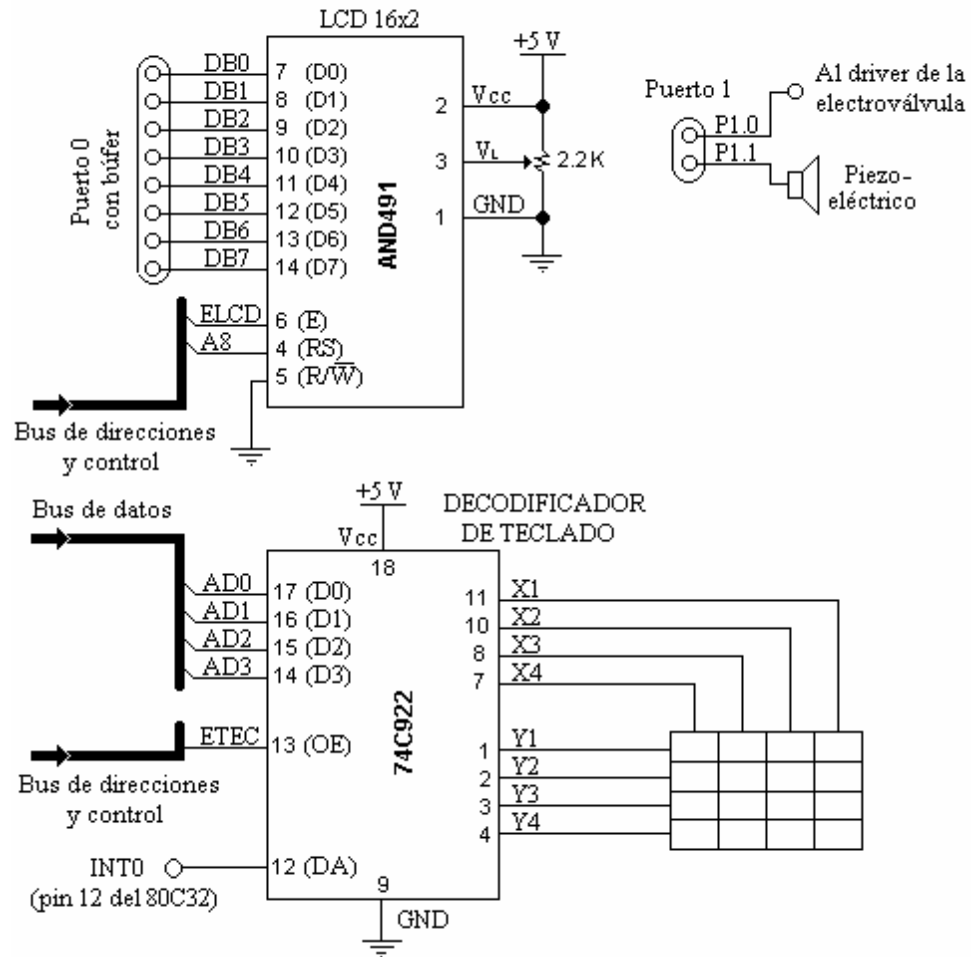 LCD 16x2
+5 V
DB0 7 (D0)
DB1 8 (D1)
DB2 9 (D2)
DB3 10 (D3)
DB4 11 (D4)
DB5 12 (D5)
DB6 13 (D6)
DB7 14 (D7)
Puerto 0
con búfer
2 Vcc
3 VL
2.2K
1 GND
AND491
ELCD 6 (E)
A8 4 (RS)
5 (R/W̅)
Bus de direcciones
y control
Puerto 1
P1.0
P1.1
Al driver de la
electroválvula
Piezo-
eléctrico
Bus de datos
+5 V
Vcc
18
DECODIFICADOR
DE TECLADO
AD0 17 (D0)
AD1 16 (D1)
AD2 15 (D2)
AD3 14 (D3)
ETEC 13 (OE)
Bus de direcciones
y control
74C922
11 X1
10 X2
8 X3
7 X4
1 Y1
2 Y2
3 Y3
4 Y4
INT0
(pin 12 del 80C32)
12 (DA)
9
GND